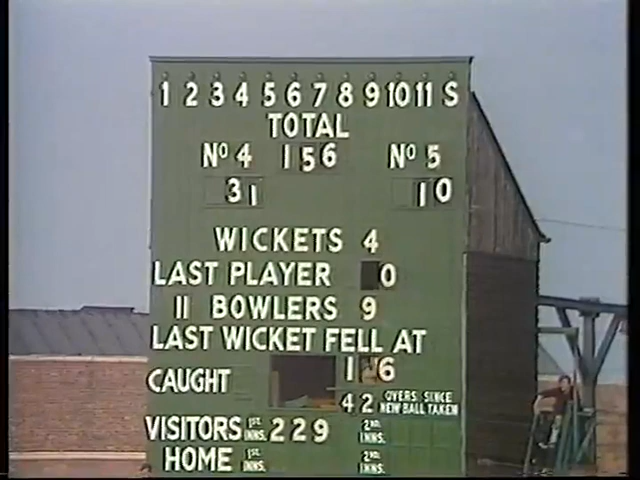 1 2 3 4 5 6 7 8 9 10 11 S
TOTAL
Nº 4 156 Nº 5
31 10
WICKETS 4
LAST PLAYER 0
11 BOWLERS 9
LAST WICKET FELL AT
1 6
CAUGHT
42 OVERS SINCE NEW BALL TAKEN
VISITORS 1ST INNS. 229 2ND INNS.
HOME 1ST INNS. 2ND INNS.